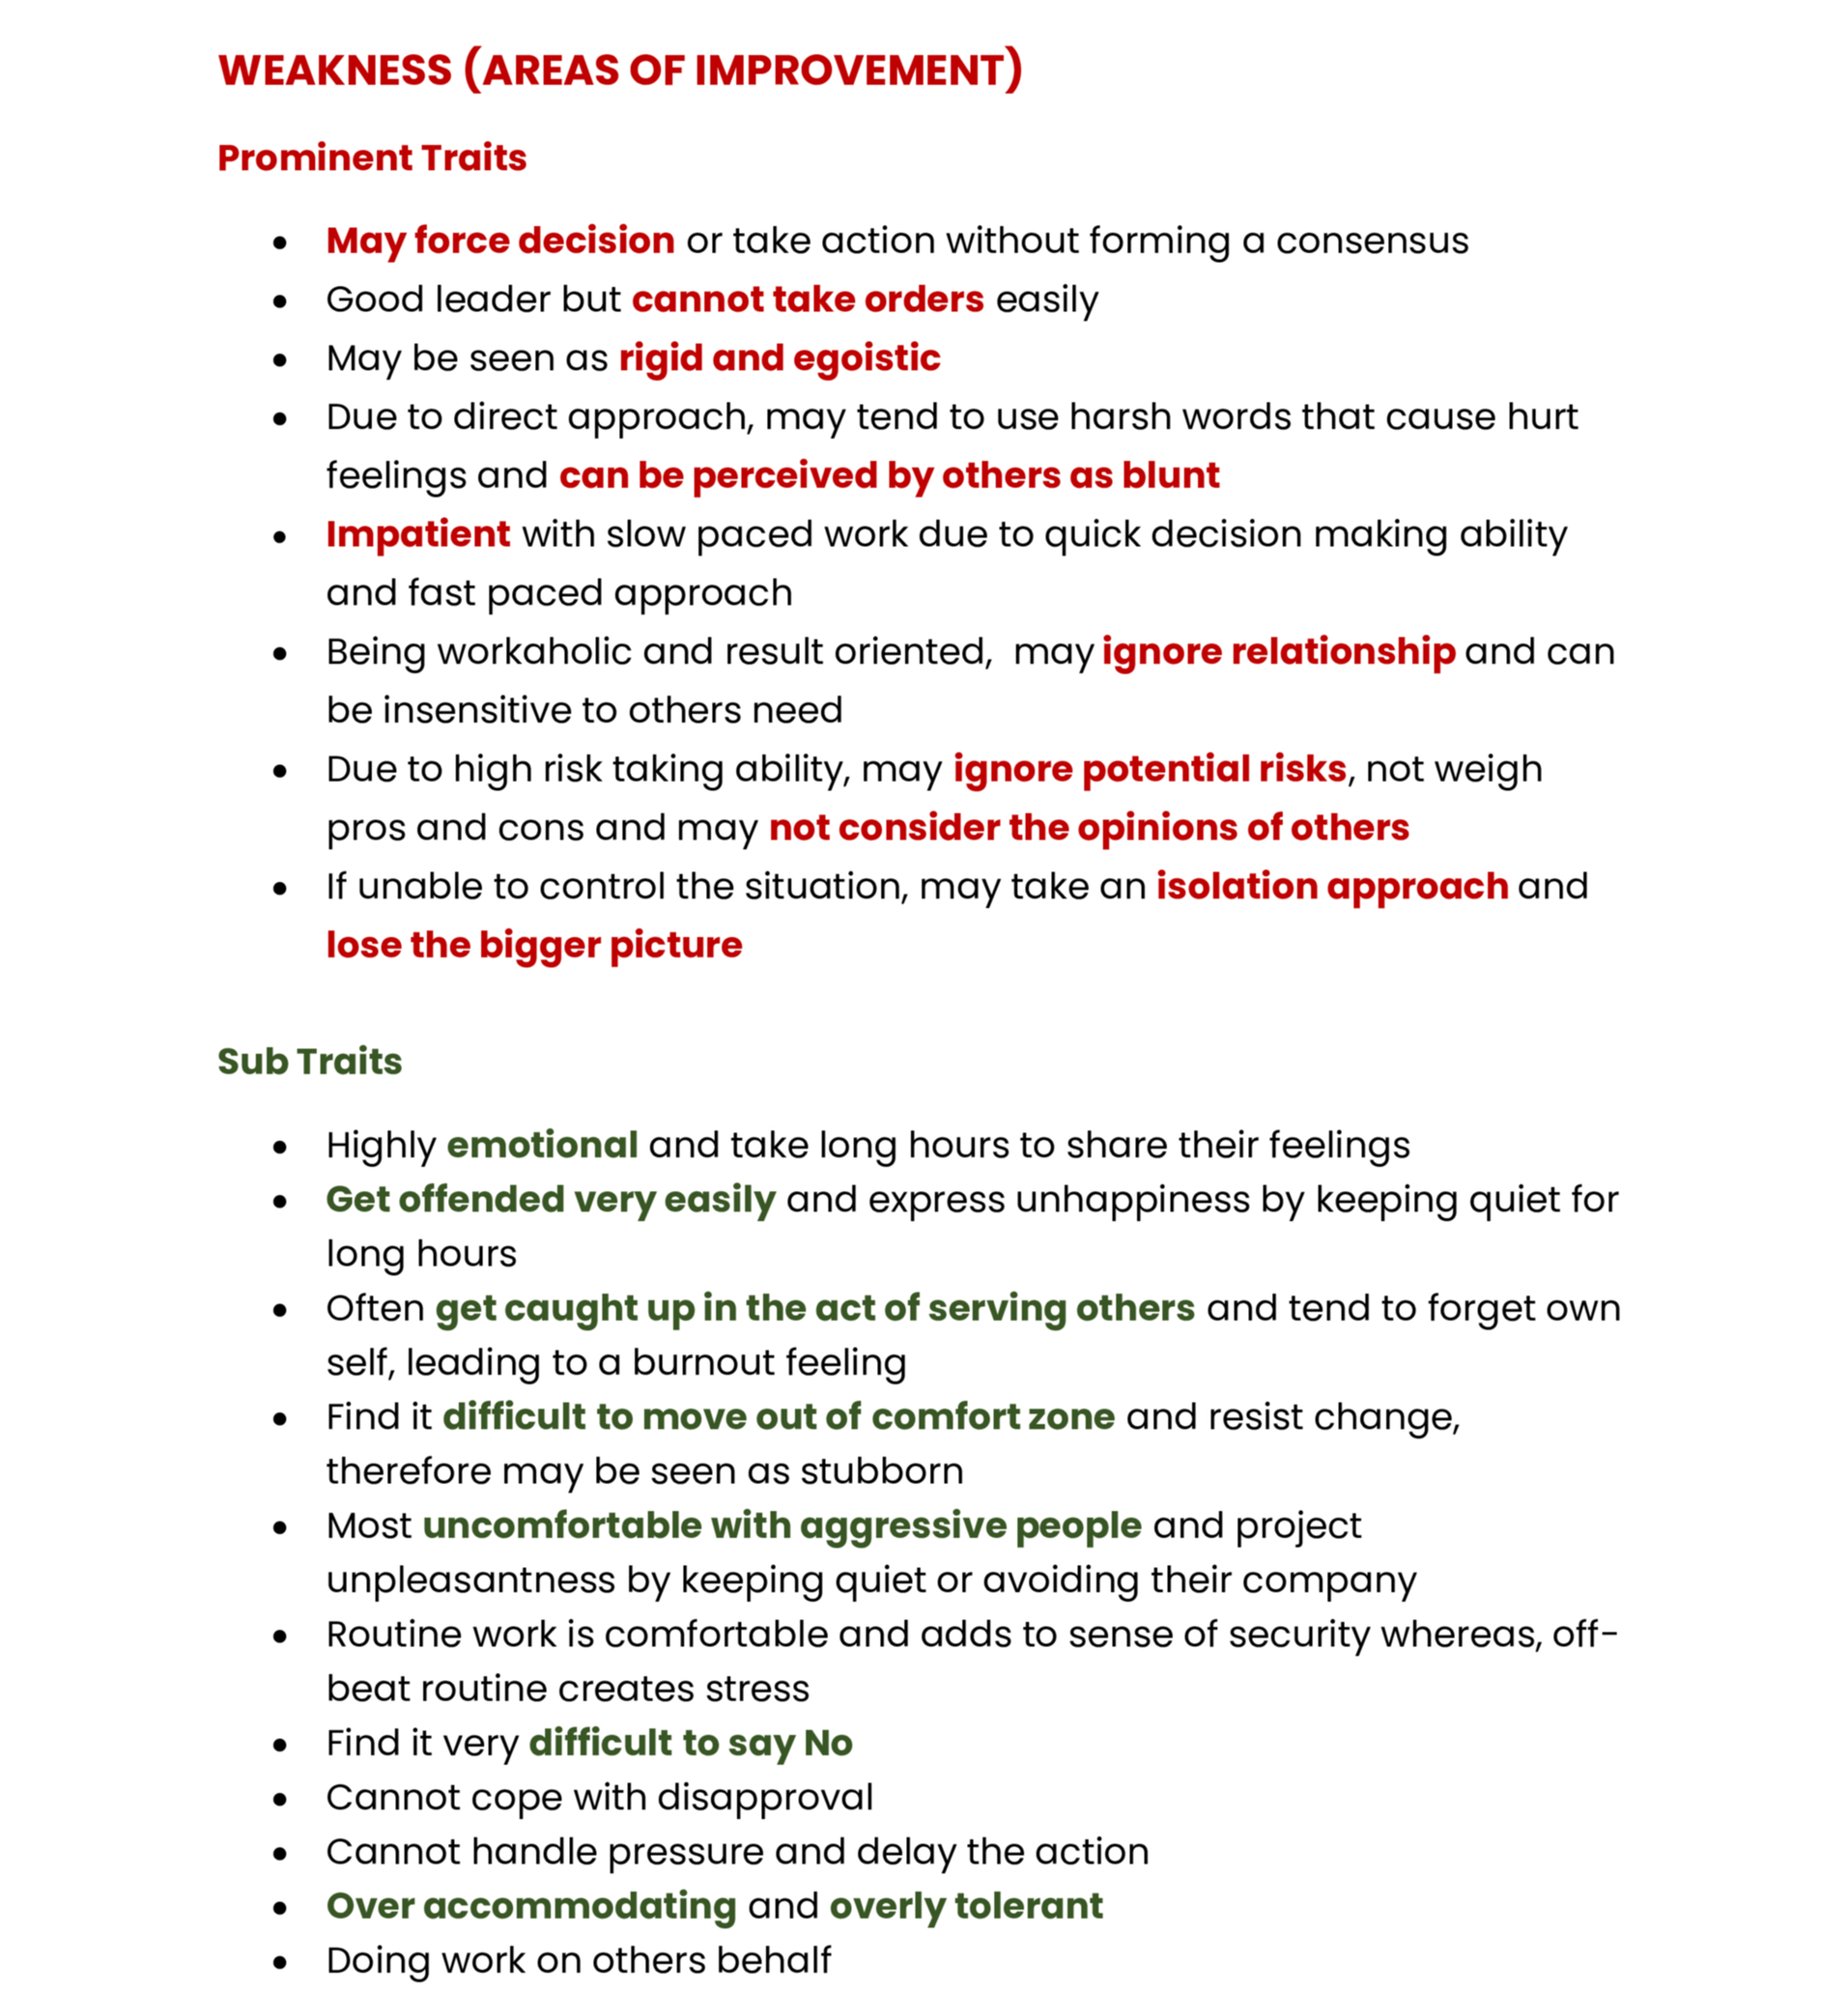 WEAKNESS (AREAS OF IMPROVEMENT)
Prominent Traits
• May force decision or take action without forming a consensus
• Good leader but cannot take orders easily
• May be seen as rigid and egoistic
• Due to direct approach, may tend to use harsh words that cause hurt
feelings and can be perceived by others as blunt
• Impatient with slow paced work due to quick decision making ability
and fast paced approach
• Being workaholic and result oriented,  may ignore relationship and can
be insensitive to others need
• Due to high risk taking ability, may ignore potential risks, not weigh
pros and cons and may not consider the opinions of others
• If unable to control the situation, may take an isolation approach and
lose the bigger picture
Sub Traits
• Highly emotional and take long hours to share their feelings
• Get offended very easily and express unhappiness by keeping quiet for
long hours
• Often get caught up in the act of serving others and tend to forget own
self, leading to a burnout feeling
• Find it difficult to move out of comfort zone and resist change,
therefore may be seen as stubborn
• Most uncomfortable with aggressive people and project
unpleasantness by keeping quiet or avoiding their company
• Routine work is comfortable and adds to sense of security whereas, off-
beat routine creates stress
• Find it very difficult to say No
• Cannot cope with disapproval
• Cannot handle pressure and delay the action
• Over accommodating and overly tolerant
• Doing work on others behalf